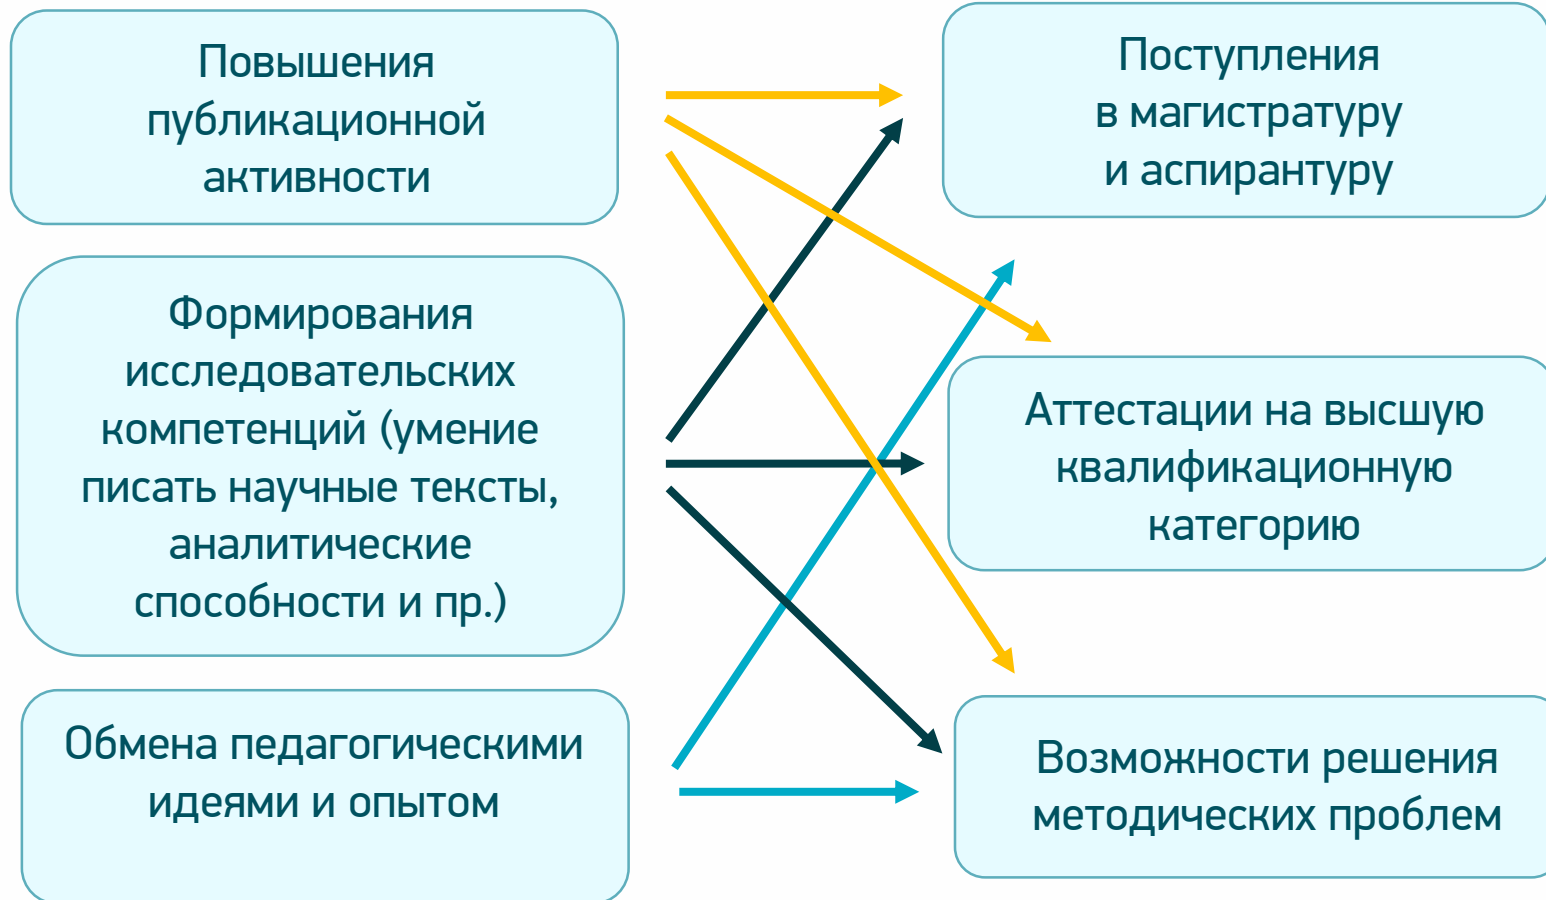 Повышения
публикационной
активности
Формирования
исследовательских
компетенций (умение
писать научные тексты,
аналитические
способности и пр.)
Обмена педагогическими
идеями и опытом
Поступления
в магистратуру
и аспирантуру
Аттестации на высшую
квалификационную
категорию
Возможности решения
методических проблем